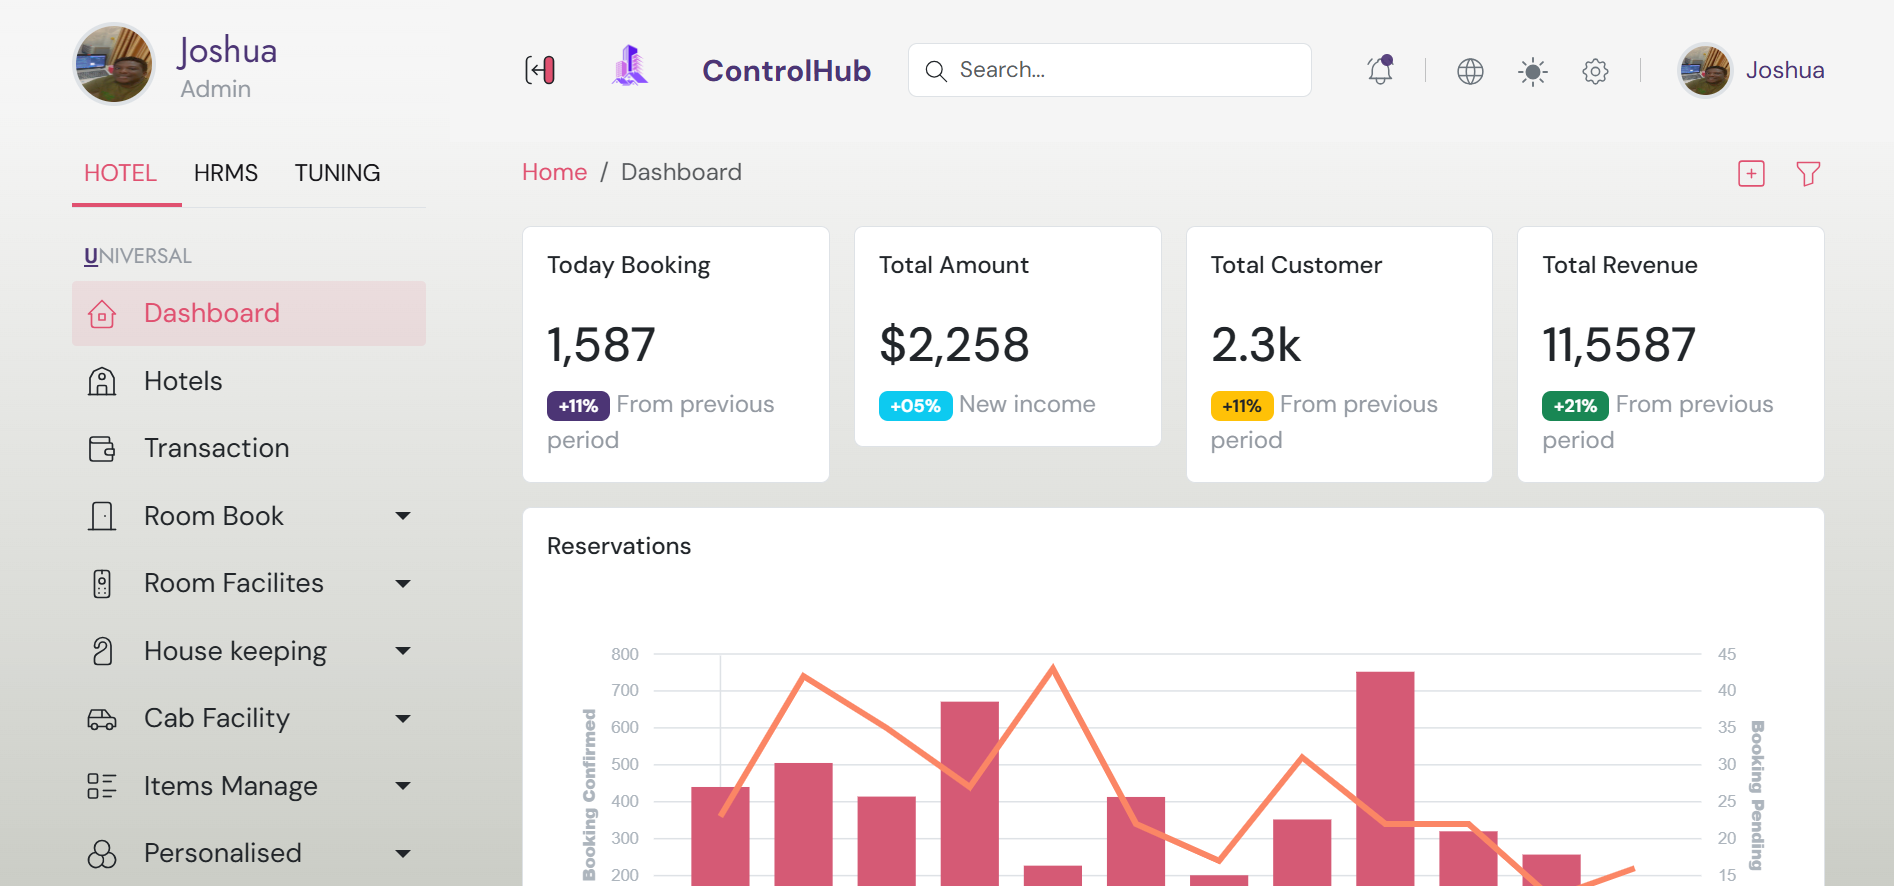 Joshua
Admin
ControlHub
Search...
Joshua
HOTEL HRMS TUNING
Home / Dashboard
UNIVERSAL
Dashboard
Hotels
Transaction
Room Book
Room Facilites
House keeping
Cab Facility
Items Manage
Personalised
Today Booking
1,587
+11% From previous
period
Total Amount
$2,258
+05% New income
Total Customer
2.3k
+11% From previous
period
Total Revenue
11,5587
+21% From previous
period
Reservations
Booking Confirmed
800
700
600
500
400
300
200
45
40
35
30
25
20
15
Booking Pending